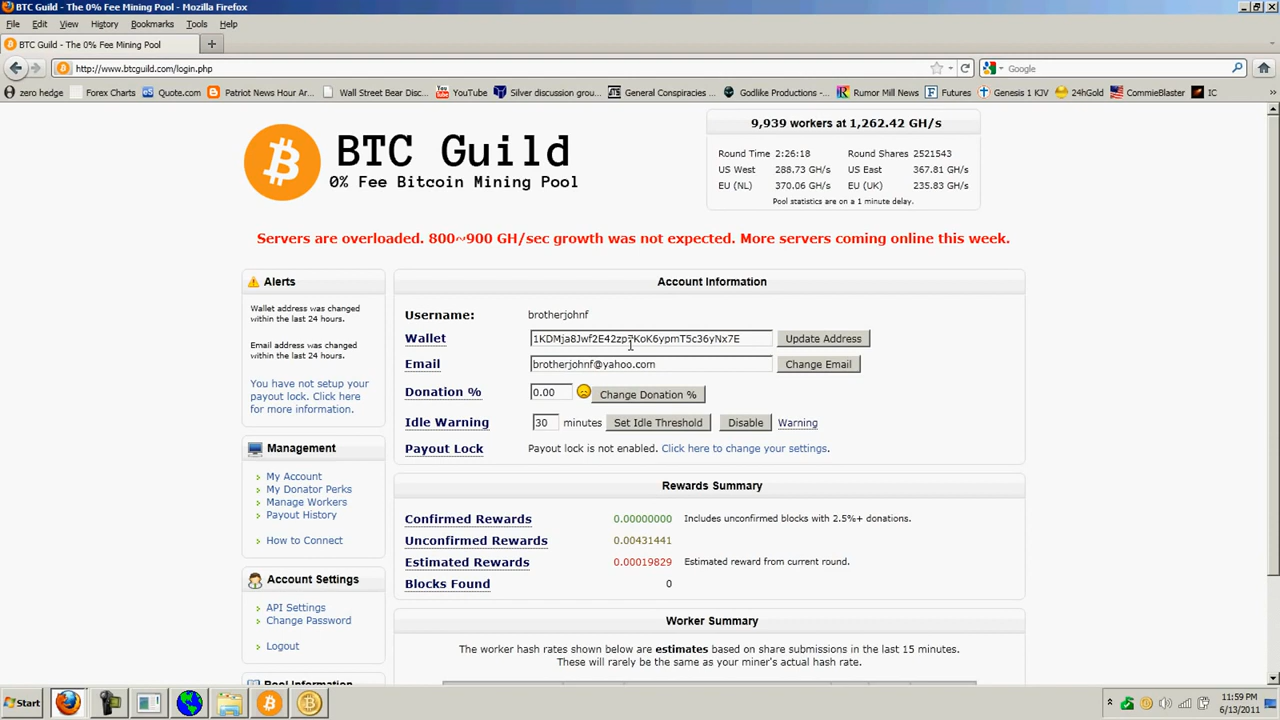 BTC Guild - The 0% Fee Mining Pool - Mozilla Firefox
File Edit View History Bookmarks Tools Help
BTC Guild - The 0% Fee Mining Pool
http://www.btcguild.com/login.php
Google
zero hedge Forex Charts Quote.com Patriot News Hour Ar... Wall Street Bear Disc... YouTube Silver discussion grou... General Conspiracies ... Godlike Productions -... Rumor Mill News Futures Genesis 1 KJV 24hGold CommieBlaster IC
BTC Guild
0% Fee Bitcoin Mining Pool
9,939 workers at 1,262.42 GH/s
Round Time 2:26:18 Round Shares 2521543
US West 288.73 GH/s US East 367.81 GH/s
EU (NL) 370.06 GH/s EU (UK) 235.83 GH/s
Pool statistics are on a 1 minute delay.
Servers are overloaded. 800~900 GH/sec growth was not expected. More servers coming online this week.
Alerts
Wallet address was changed
within the last 24 hours.
Email address was changed
within the last 24 hours.
You have not setup your
payout lock. Click here
for more information.
Management
My Account
My Donator Perks
Manage Workers
Payout History
How to Connect
Account Settings
API Settings
Change Password
Logout
Pool Information
Account Information
Username: brotherjohnf
Wallet Update Address
Email brotherjohnf@yahoo.com Change Email
Donation % 0.00 Change Donation %
Idle Warning 30 minutes Set Idle Threshold Disable Warning
Payout Lock Payout lock is not enabled. Click here to change your settings.
Rewards Summary
Confirmed Rewards 0.00000000 Includes unconfirmed blocks with 2.5%+ donations.
Unconfirmed Rewards 0.00431441
Estimated Rewards 0.00019829 Estimated reward from current round.
Blocks Found 0
Worker Summary
The worker hash rates shown below are estimates based on share submissions in the last 15 minutes.
These will rarely be the same as your miner's actual hash rate.
Start
11:59 PM
6/13/2011